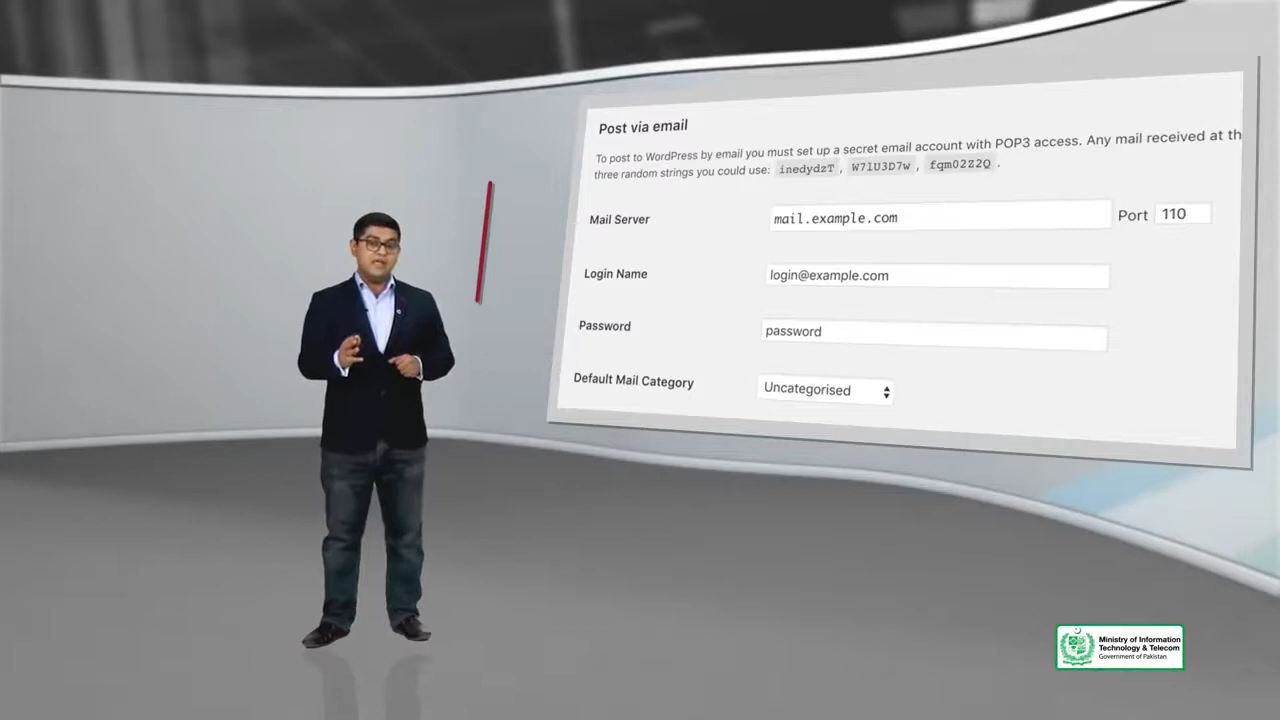 Post via email
To post to WordPress by email you must set up a secret email account with POP3 access. Any mail received at th
three random strings you could use: inedydzT, W7lU3D7w, fqm02Z2Q.
Mail Server mail.example.com Port 110
Login Name login@example.com
Password password
Default Mail Category Uncategorised
Ministry of Information
Technology & Telecom
Government of Pakistan